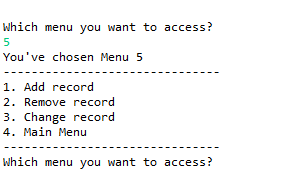 Which menu you want to access?
5
You've chosen Menu 5
------------------------------
1. Add record
2. Remove record
3. Change record
4. Main Menu
------------------------------
Which menu you want to access?